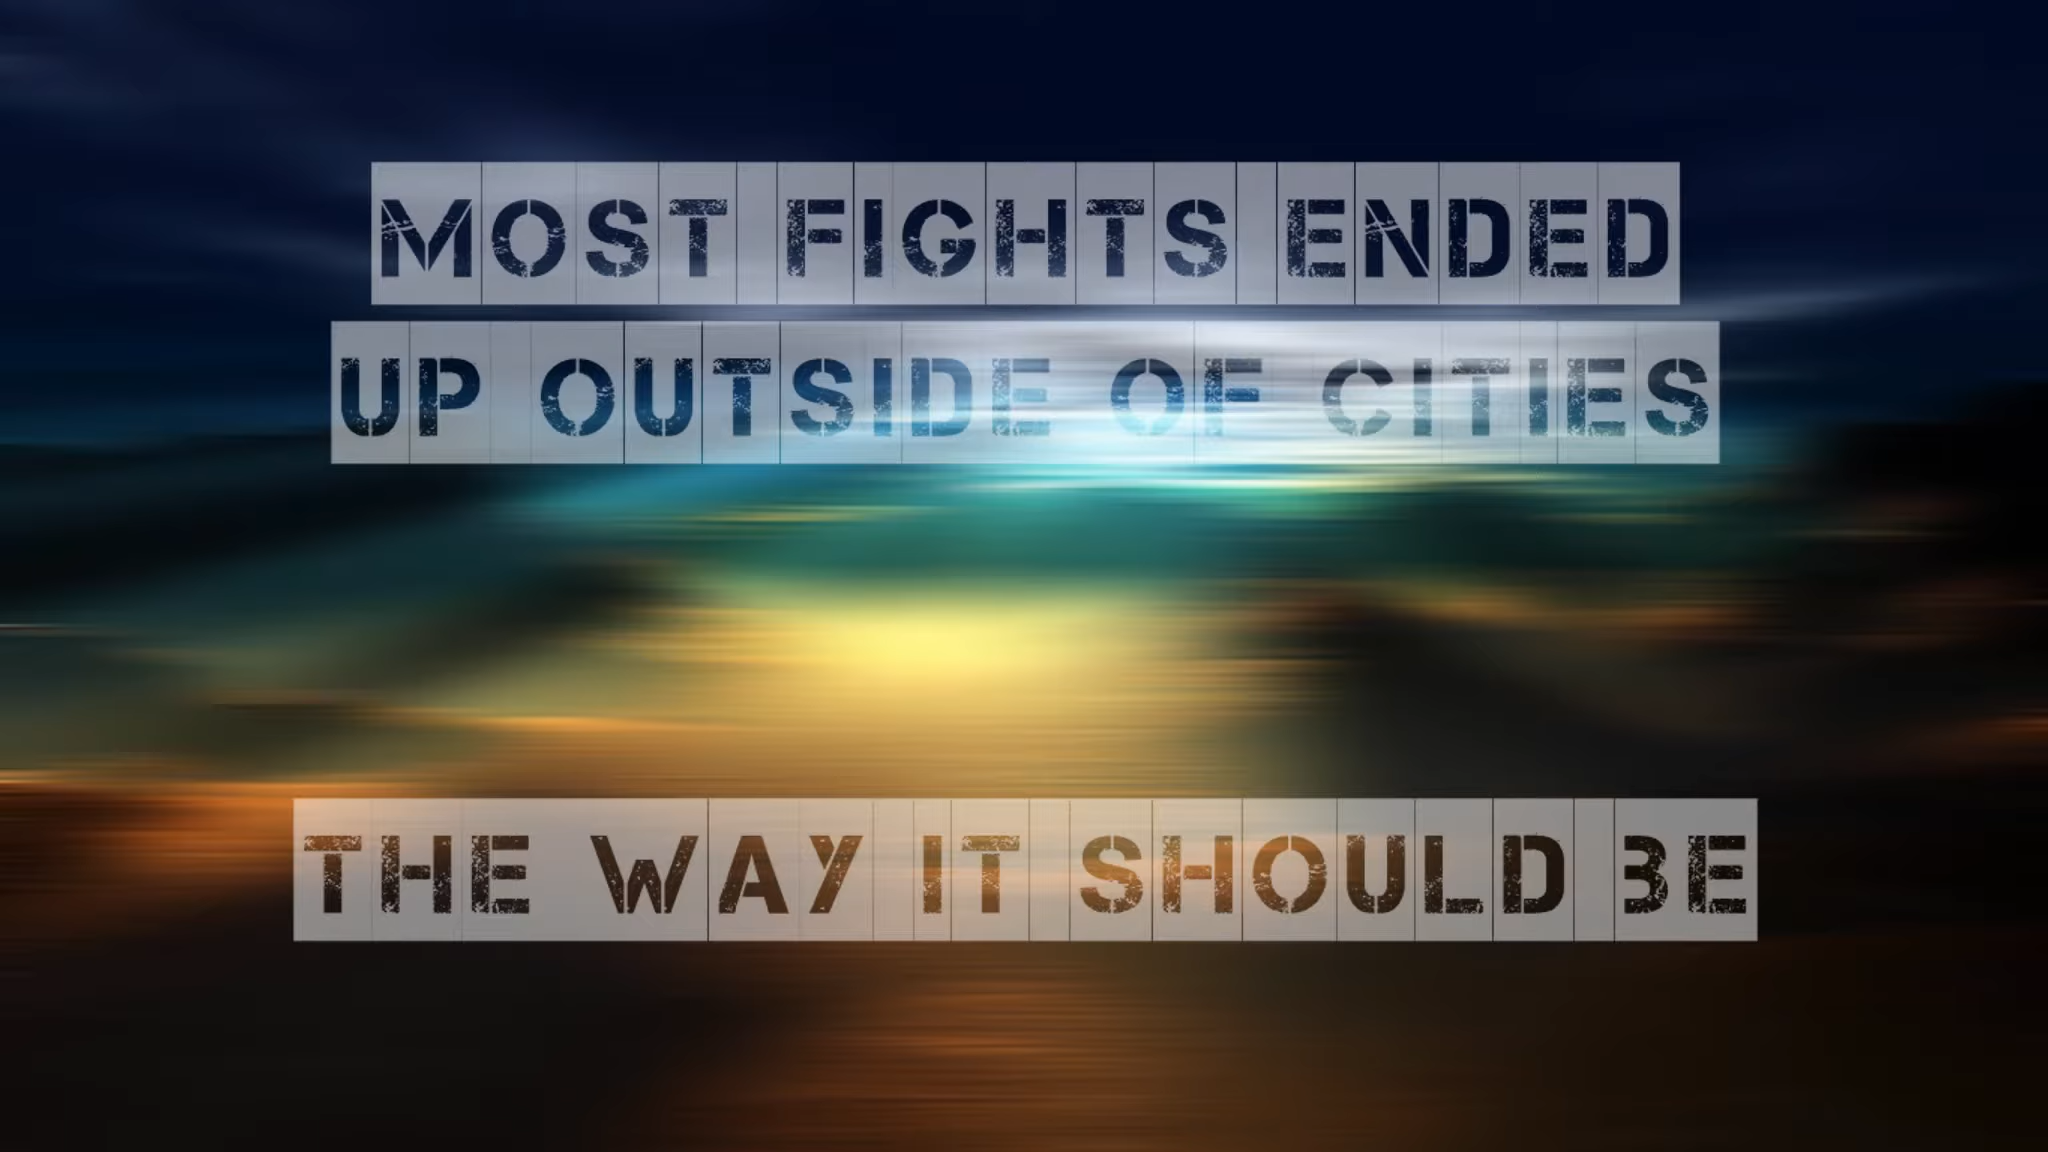 MOST FIGHTS ENDED
UP OUTSIDE OF CITIES
THE WAY IT SHOULD BE